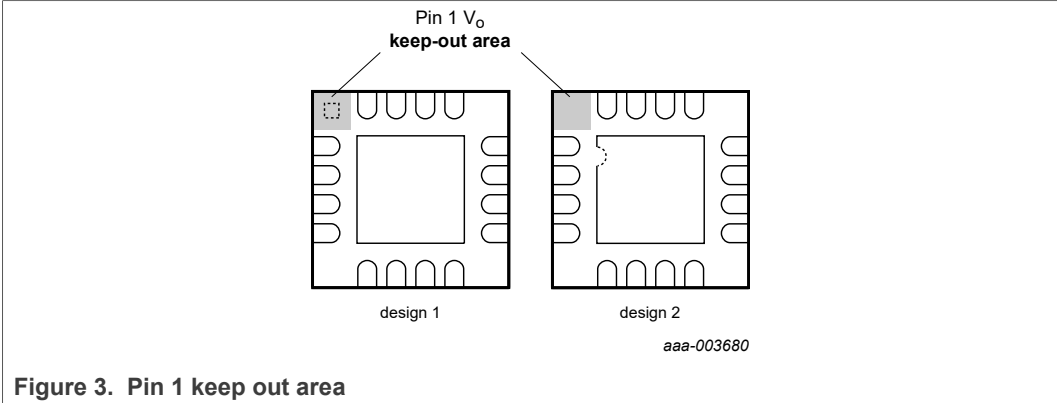 Pin 1 Vo
keep-out area
design 1
design 2
aaa-003680
Figure 3. Pin 1 keep out area